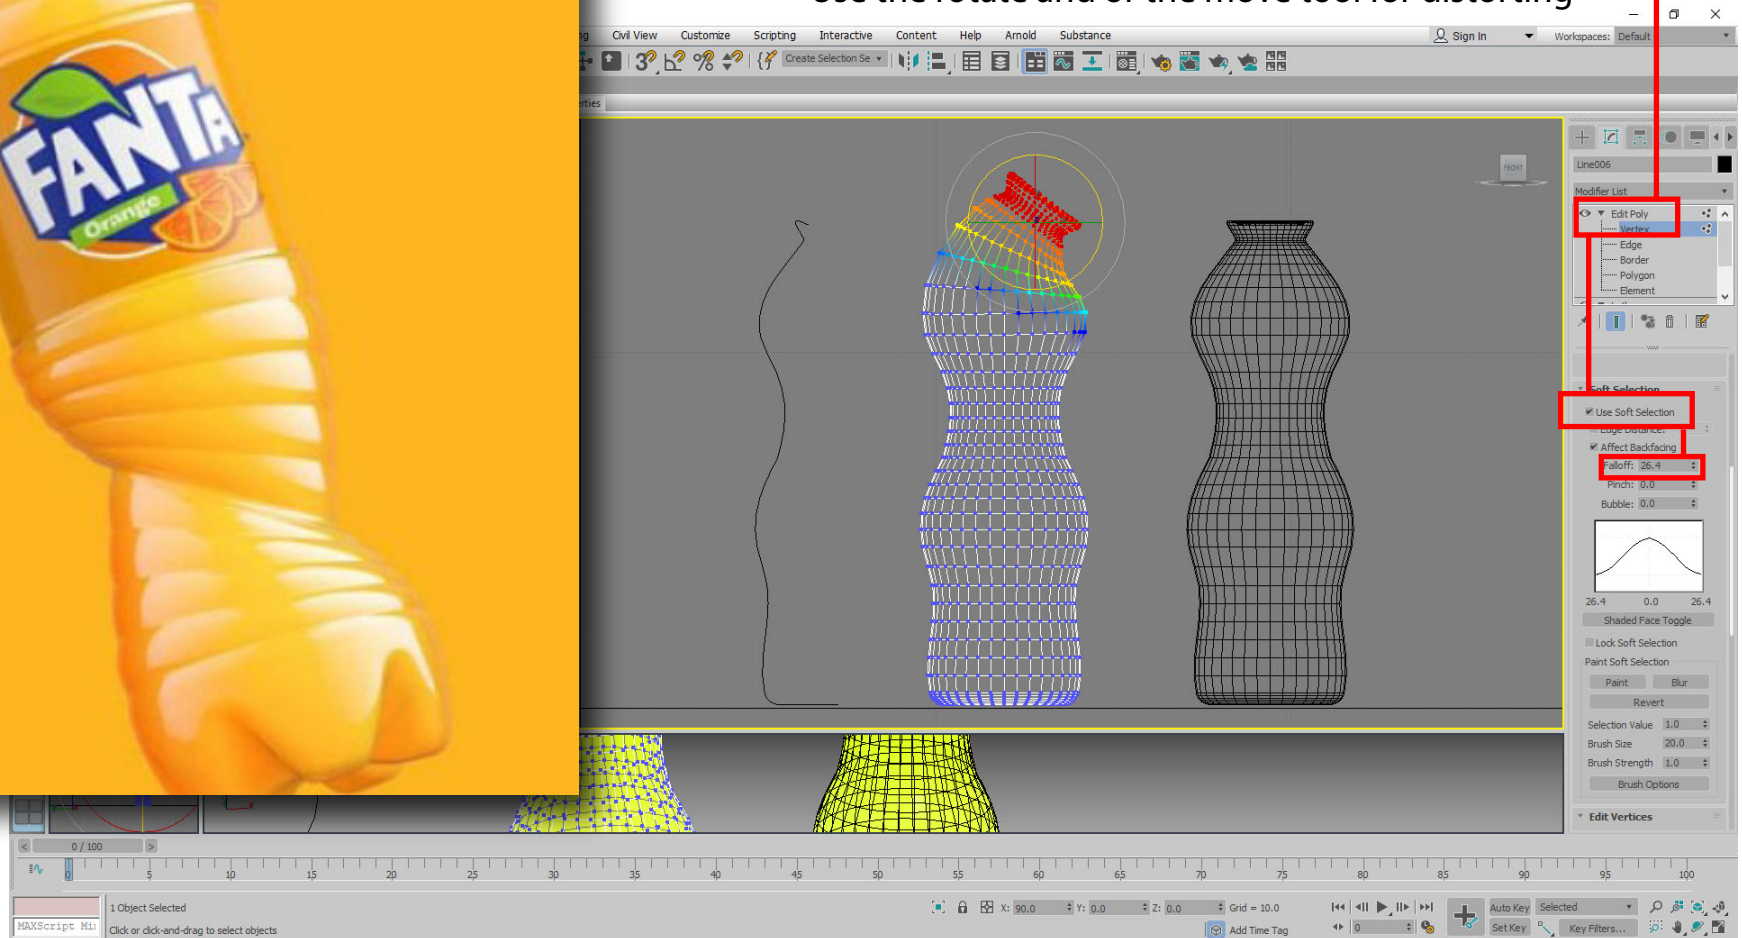 Use the rotate and or the move tool for distorting
Civil View Customize Scripting Interactive Content Help Arnold Substance
Sign In
Workspaces: Default
Create Selection Se
FANTA
Orange
FRONT
Line006
Modifier List
Edit Poly
Vertex
Edge
Border
Polygon
Element
Soft Selection
Use Soft Selection
Edge Distance:
Affect Backfacing
Falloff: 26.4
Pinch: 0.0
Bubble: 0.0
26.4 0.0 26.4
Shaded Face Toggle
Lock Soft Selection
Paint Soft Selection
Paint Blur
Revert
Selection Value 1.0
Brush Size 20.0
Brush Strength 1.0
Brush Options
Edit Vertices
< 0 / 100 >
0 5 10 15 20 25 30 35 40 45 50 55 60 65 70 75 80 85 90 95 100
1 Object Selected
X: 90.0 Y: 0.0 Z: 0.0 Grid = 10.0
Auto Key Selected
MAXScript Mi
Click or click-and-drag to select objects
Add Time Tag
0
Set Key Key Filters...